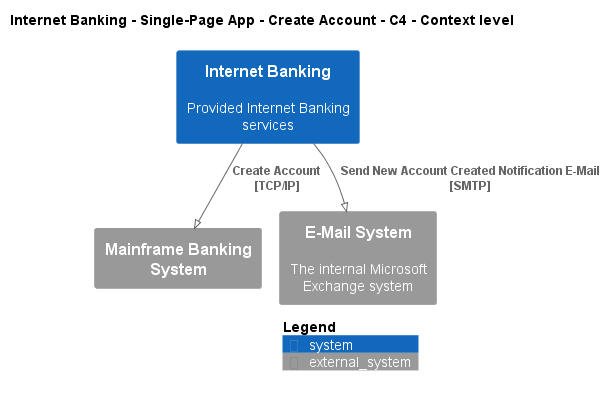 Internet Banking - Single-Page App - Create Account - C4 - Context level
Internet Banking
Provided Internet Banking
services
Create Account
[TCP/IP]
Send New Account Created Notification E-Mail
[SMTP]
Mainframe Banking
System
E-Mail System
The internal Microsoft
Exchange system
Legend
system
external_system